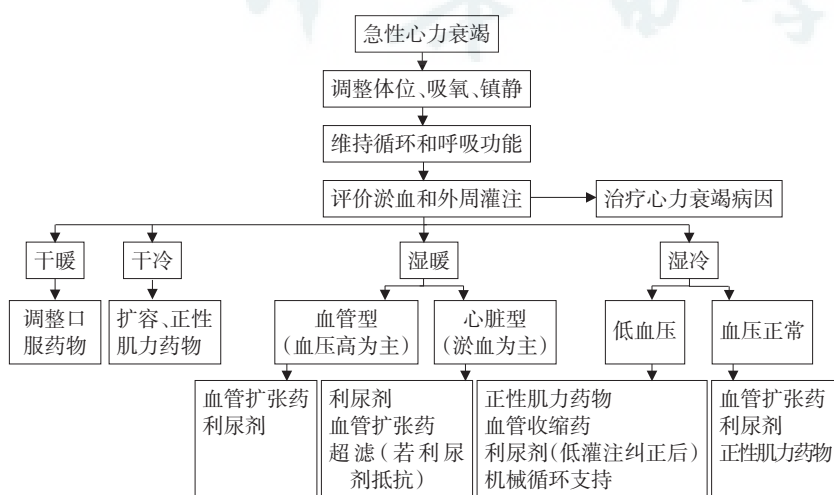 急性心力衰竭
调整体位、吸氧、镇静
维持循环和呼吸功能
评价淤血和外周灌注
治疗心力衰竭病因
干暖
干冷
湿暖
湿冷
调整口
服药物
扩容、正性
肌力药物
血管型
(血压高为主)
心脏型
(淤血为主)
低血压
血压正常
血管扩张药
利尿剂
利尿剂
血管扩张药
超滤(若利尿
剂抵抗)
正性肌力药物
血管收缩药
利尿剂(低灌注纠正后)
机械循环支持
血管扩张药
利尿剂
正性肌力药物